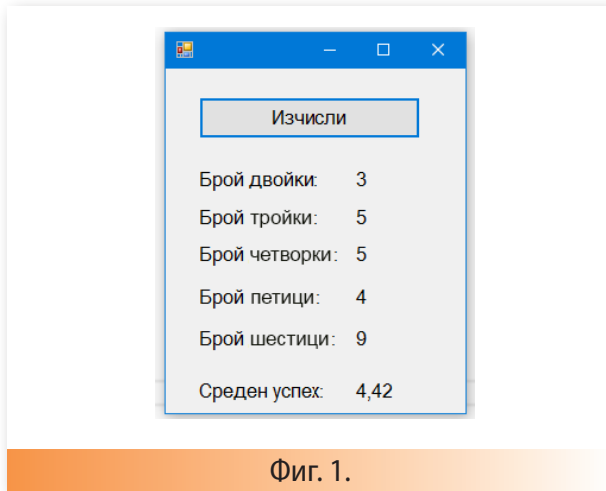 Изчисли
Брой двойки: 3
Брой тройки: 5
Брой четворки: 5
Брой петици: 4
Брой шестици: 9
Среден успех: 4,42
Фиг. 1.